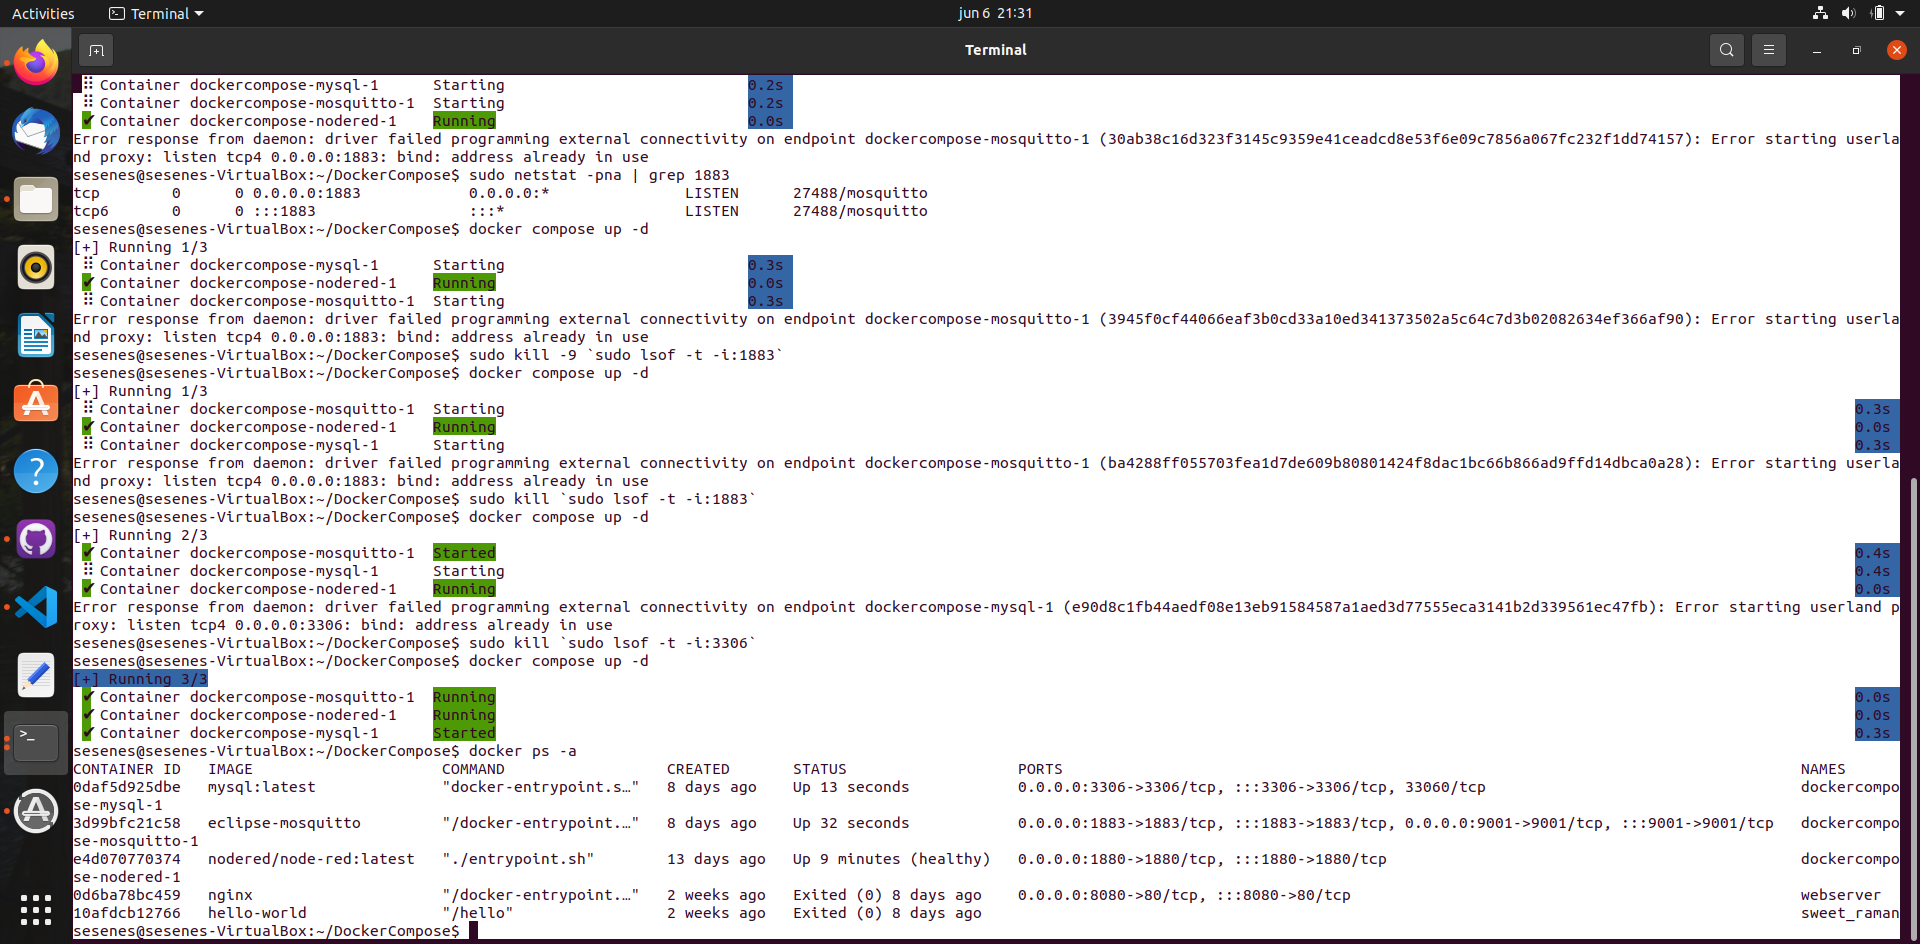 Activities Terminal jun 6 21:31
Terminal
⠿ Container dockercompose-mysql-1 Starting 0.2s
⠿ Container dockercompose-mosquitto-1 Starting 0.2s
✔ Container dockercompose-nodered-1 Running 0.0s
Error response from daemon: driver failed programming external connectivity on endpoint dockercompose-mosquitto-1 (30ab38c16d323f3145c9359e41ceadcd8e53f6e09c7856a067fc232f1dd74157): Error starting userla
nd proxy: listen tcp4 0.0.0.0:1883: bind: address already in use
sesenes@sesenes-VirtualBox:~/DockerCompose$ sudo netstat -pna | grep 1883
tcp 0 0 0.0.0.0:1883 0.0.0.0:* LISTEN 27488/mosquitto
tcp6 0 0 :::1883 :::* LISTEN 27488/mosquitto
sesenes@sesenes-VirtualBox:~/DockerCompose$ docker compose up -d
[+] Running 1/3
⠿ Container dockercompose-mysql-1 Starting 0.3s
✔ Container dockercompose-nodered-1 Running 0.0s
⠿ Container dockercompose-mosquitto-1 Starting 0.3s
Error response from daemon: driver failed programming external connectivity on endpoint dockercompose-mosquitto-1 (3945f0cf44066eaf3b0cd33a10ed341373502a5c64c7d3b02082634ef366af90): Error starting userla
nd proxy: listen tcp4 0.0.0.0:1883: bind: address already in use
sesenes@sesenes-VirtualBox:~/DockerCompose$ sudo kill -9 `sudo lsof -t -i:1883`
sesenes@sesenes-VirtualBox:~/DockerCompose$ docker compose up -d
[+] Running 1/3
⠿ Container dockercompose-mosquitto-1 Starting 0.3s
✔ Container dockercompose-nodered-1 Running 0.0s
⠿ Container dockercompose-mysql-1 Starting 0.3s
Error response from daemon: driver failed programming external connectivity on endpoint dockercompose-mosquitto-1 (ba4288ff055703fea1d7de609b80801424f8dac1bc66b866ad9ffd14dbca0a28): Error starting userla
nd proxy: listen tcp4 0.0.0.0:1883: bind: address already in use
sesenes@sesenes-VirtualBox:~/DockerCompose$ sudo kill `sudo lsof -t -i:1883`
sesenes@sesenes-VirtualBox:~/DockerCompose$ docker compose up -d
[+] Running 2/3
✔ Container dockercompose-mosquitto-1 Started 0.4s
⠿ Container dockercompose-mysql-1 Starting 0.4s
✔ Container dockercompose-nodered-1 Running 0.0s
Error response from daemon: driver failed programming external connectivity on endpoint dockercompose-mysql-1 (e90d8c1fb44aedf08e13eb91584587a1aed3d77555eca3141b2d339561ec47fb): Error starting userland p
roxy: listen tcp4 0.0.0.0:3306: bind: address already in use
sesenes@sesenes-VirtualBox:~/DockerCompose$ sudo kill `sudo lsof -t -i:3306`
sesenes@sesenes-VirtualBox:~/DockerCompose$ docker compose up -d
[+] Running 3/3
✔ Container dockercompose-mosquitto-1 Running 0.0s
✔ Container dockercompose-nodered-1 Running 0.0s
✔ Container dockercompose-mysql-1 Started 0.3s
sesenes@sesenes-VirtualBox:~/DockerCompose$ docker ps -a
CONTAINER ID IMAGE COMMAND CREATED STATUS PORTS NAMES
0daf5d925dbe mysql:latest "docker-entrypoint.s…" 8 days ago Up 13 seconds 0.0.0.0:3306->3306/tcp, :::3306->3306/tcp, 33060/tcp dockercompo
se-mysql-1
3d99bfc21c58 eclipse-mosquitto "/docker-entrypoint.…" 8 days ago Up 32 seconds 0.0.0.0:1883->1883/tcp, :::1883->1883/tcp, 0.0.0.0:9001->9001/tcp, :::9001->9001/tcp dockercompo
se-mosquitto-1
e4d070770374 nodered/node-red:latest "./entrypoint.sh" 13 days ago Up 9 minutes (healthy) 0.0.0.0:1880->1880/tcp, :::1880->1880/tcp dockercompo
se-nodered-1
0d6ba78bc459 nginx "/docker-entrypoint.…" 2 weeks ago Exited (0) 8 days ago 0.0.0.0:8080->80/tcp, :::8080->80/tcp webserver
10afdcb12766 hello-world "/hello" 2 weeks ago Exited (0) 8 days ago sweet_raman
sesenes@sesenes-VirtualBox:~/DockerCompose$